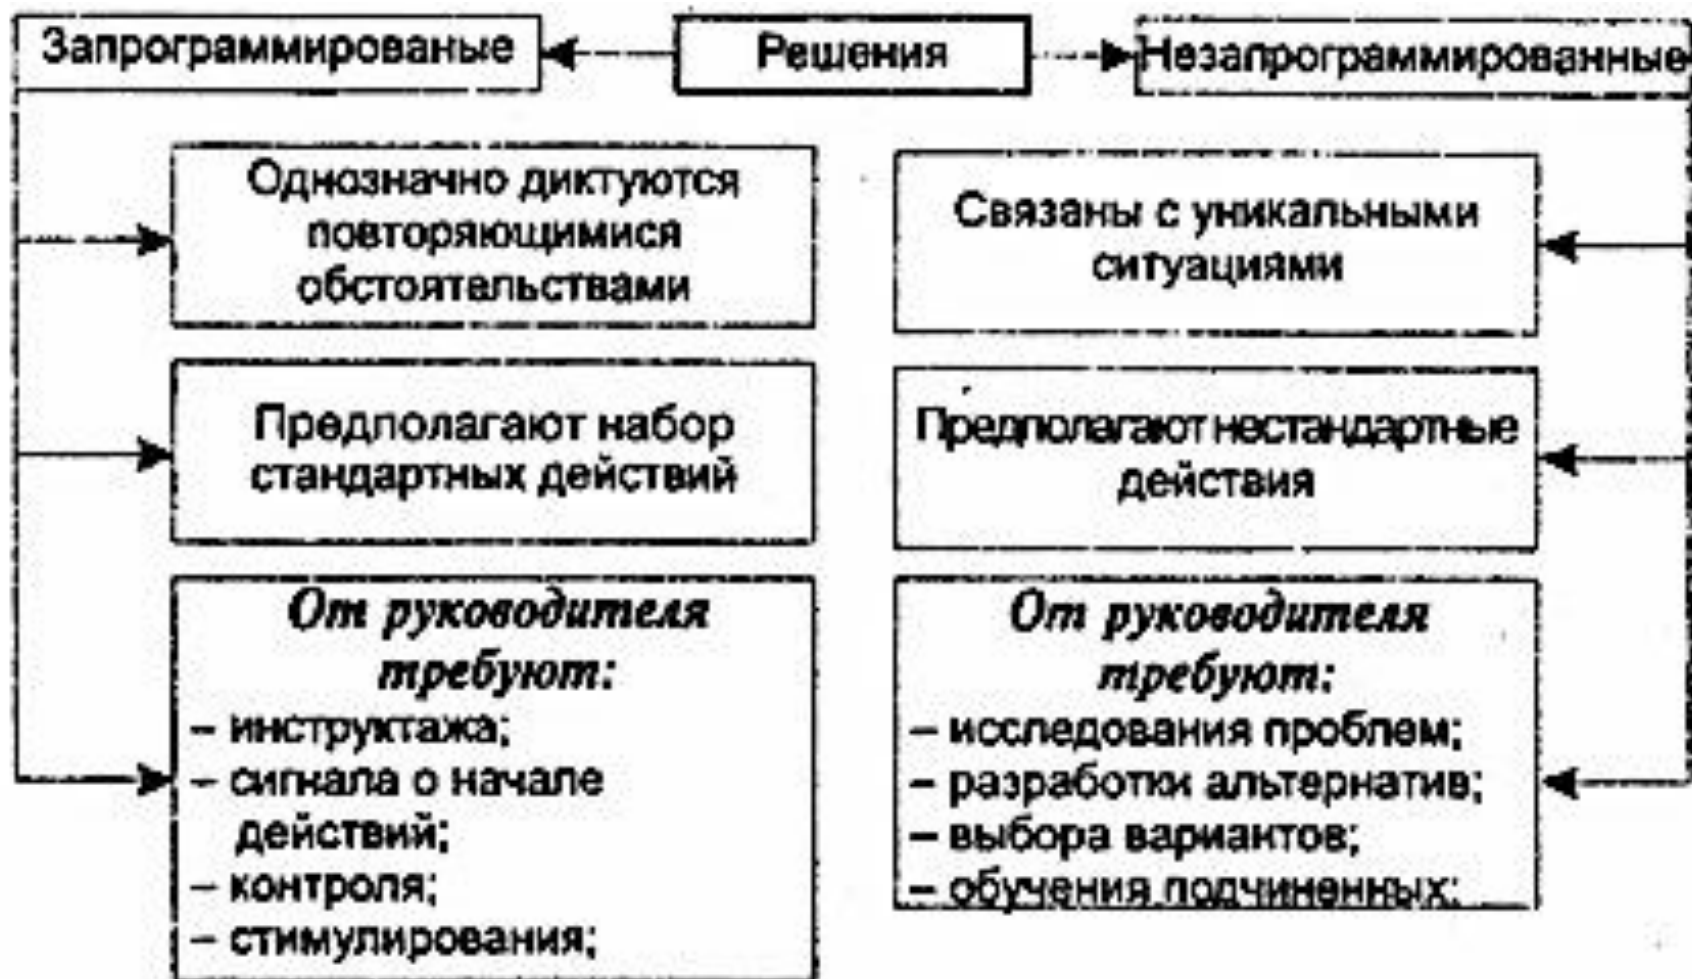 Запрограммированые
Решения
Незапрограммированные
Однозначно диктуются
повторяющимися
обстоятельствами
Связаны с уникальными
ситуациями
Предполагают набор
стандартных действий
Предполагают нестандартные
действия
От руководителя
требуют:
– инструктажа;
– сигнала о начале
действий;
– контроля;
– стимулирования;
От руководителя
требуют:
– исследования проблем;
– разработки альтернатив;
– выбора вариантов;
– обучения подчиненных;